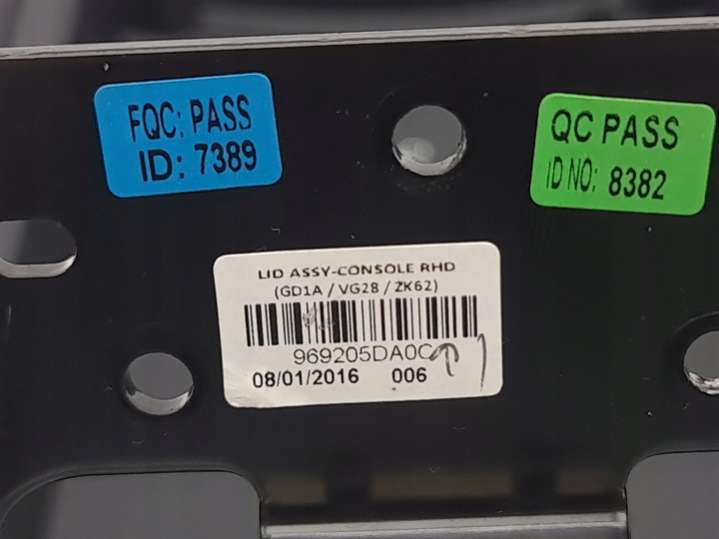 FQC: PASS
ID: 7389
QC PASS
ID NO: 8382
LID ASSY-CONSOLE RHD
(GD1A / VG28 / ZK62)
969205DA0C
08/01/2016 006